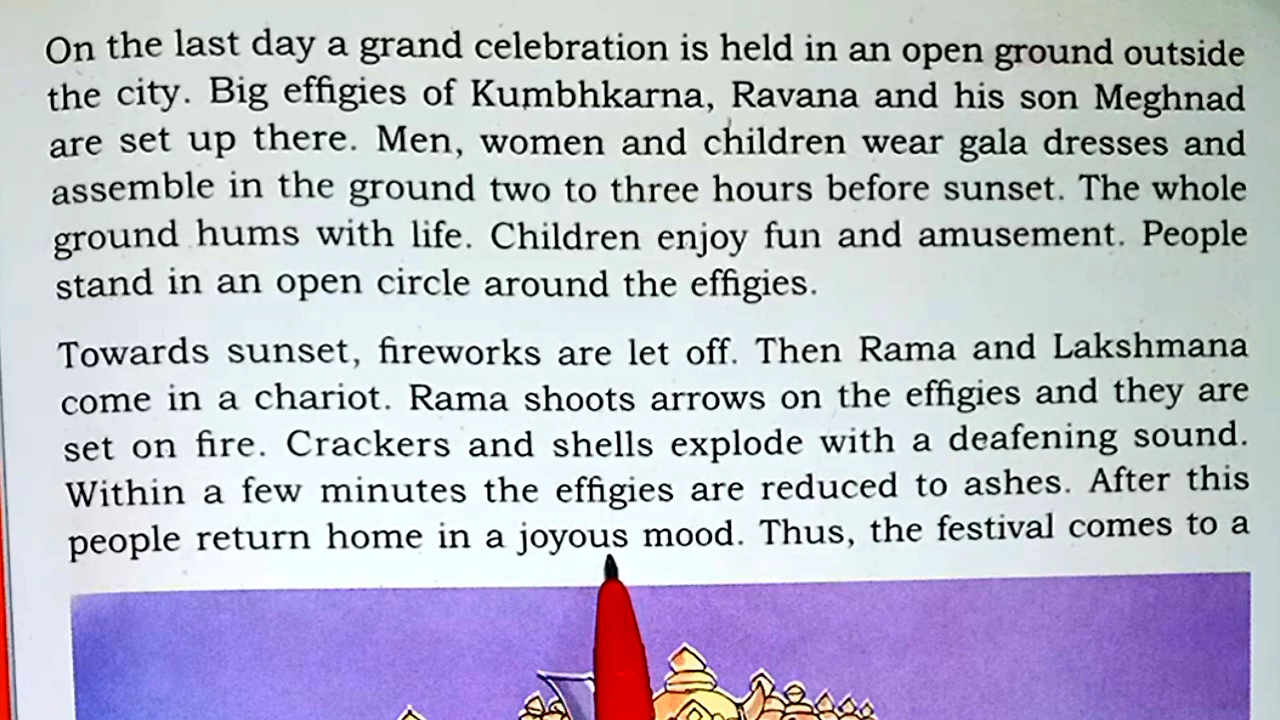 On the last day a grand celebration is held in an open ground outside
the city. Big effigies of Kumbhkarna, Ravana and his son Meghnad
are set up there. Men, women and children wear gala dresses and
assemble in the ground two to three hours before sunset. The whole
ground hums with life. Children enjoy fun and amusement. People
stand in an open circle around the effigies.
Towards sunset, fireworks are let off. Then Rama and Lakshmana
come in a chariot. Rama shoots arrows on the effigies and they are
set on fire. Crackers and shells explode with a deafening sound.
Within a few minutes the effigies are reduced to ashes. After this
people return home in a joyous mood. Thus, the festival comes to a